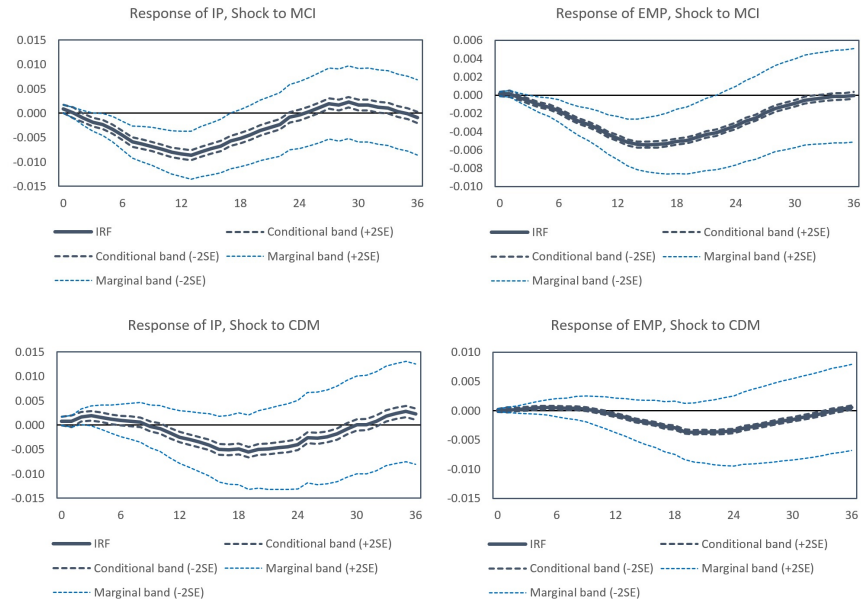 Response of IP, Shock to MCI
0.015
0.010
0.005
0.000
-0.005
-0.010
-0.015
0 6 12 18 24 30 36
IRF Conditional band (+2SE)
Conditional band (-2SE) Marginal band (+2SE)
Marginal band (-2SE)
Response of EMP, Shock to MCI
0.006
0.004
0.002
0.000
-0.002
-0.004
-0.006
-0.008
-0.010
0 6 12 18 24 30 36
IRF Conditional band (+2SE)
Conditional band (-2SE) Marginal band (+2SE)
Marginal band (-2SE)
Response of IP, Shock to CDM
0.015
0.010
0.005
0.000
-0.005
-0.010
-0.015
0 6 12 18 24 30 36
IRF Conditional band (+2SE)
Conditional band (-2SE) Marginal band (+2SE)
Marginal band (-2SE)
Response of EMP, Shock to CDM
0.010
0.005
0.000
-0.005
-0.010
-0.015
0 6 12 18 24 30 36
IRF Conditional band (+2SE)
Conditional band (-2SE) Marginal band (+2SE)
Marginal band (-2SE)